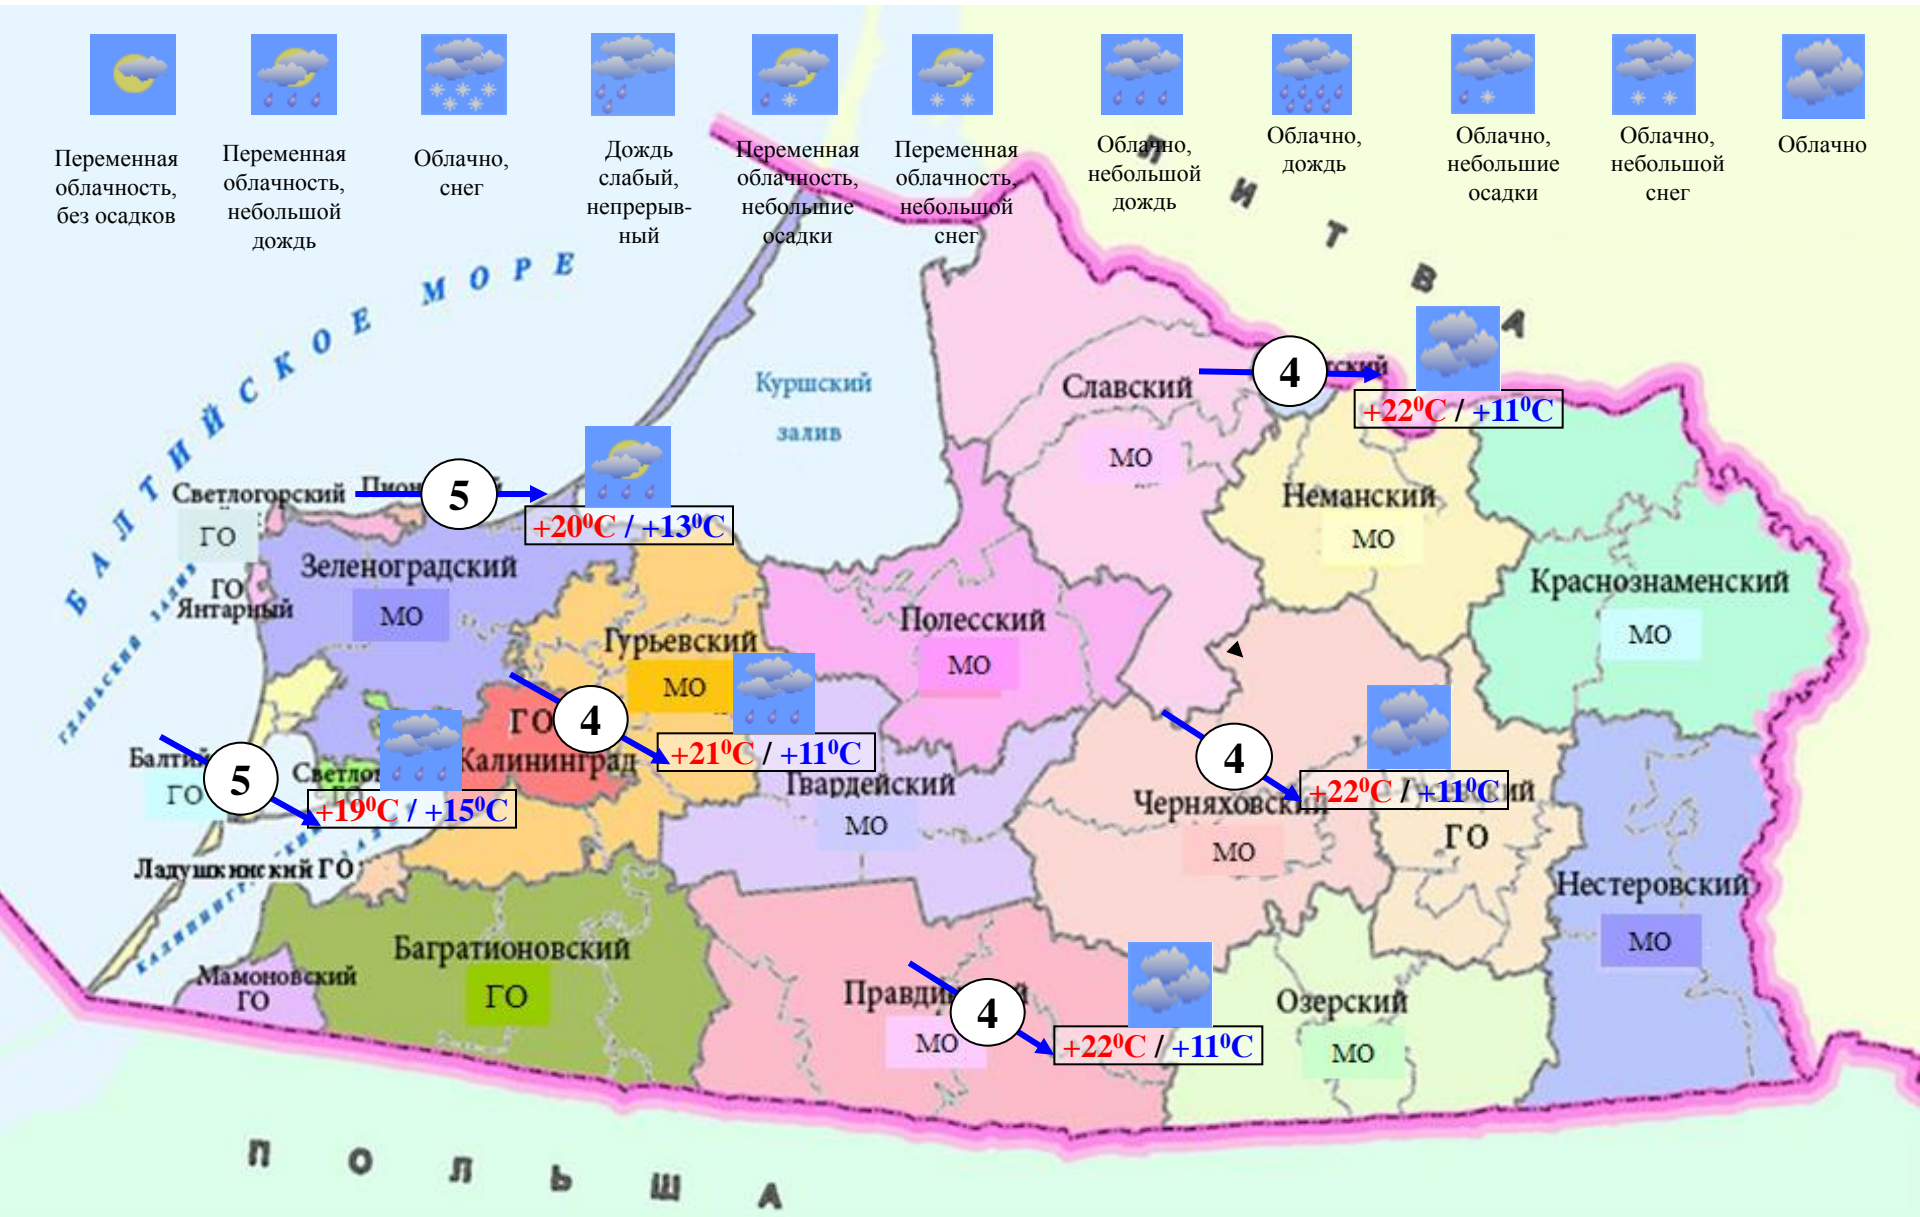 Переменная
облачность,
без осадков
Переменная
облачность,
небольшой
дождь
Облачно,
снег
Дождь
слабый,
непрерыв-
ный
Переменная
облачность,
небольшие
осадки
Переменная
облачность,
небольшой
снег
Облачно,
небольшой
дождь
Облачно,
дождь
Облачно,
небольшие
осадки
Облачно,
небольшой
снег
Облачно
БАЛТИЙСКОЕ МОРЕ
ЛИТВА
Куршский
залив
Славский
МО
4
+22⁰С / +11⁰С
Светлогорский
ГО
5
+20⁰С / +13⁰С
Неманский
МО
Зеленоградский
МО
ГО
Янтарный
Краснознаменский
МО
Полесский
МО
Гурьевский
МО
ГО
Калининград
4
+21⁰С / +11⁰С
ГО
5
+19⁰С / +15⁰С
Гвардейский
МО
Черняховский
МО
4
+22⁰С / +11⁰С
ГО
Ладушкинский ГО
Нестеровский
МО
Багратионовский
ГО
Мамоновский
ГО
МО
4
+22⁰С / +11⁰С
Озерский
МО
ПОЛЬША